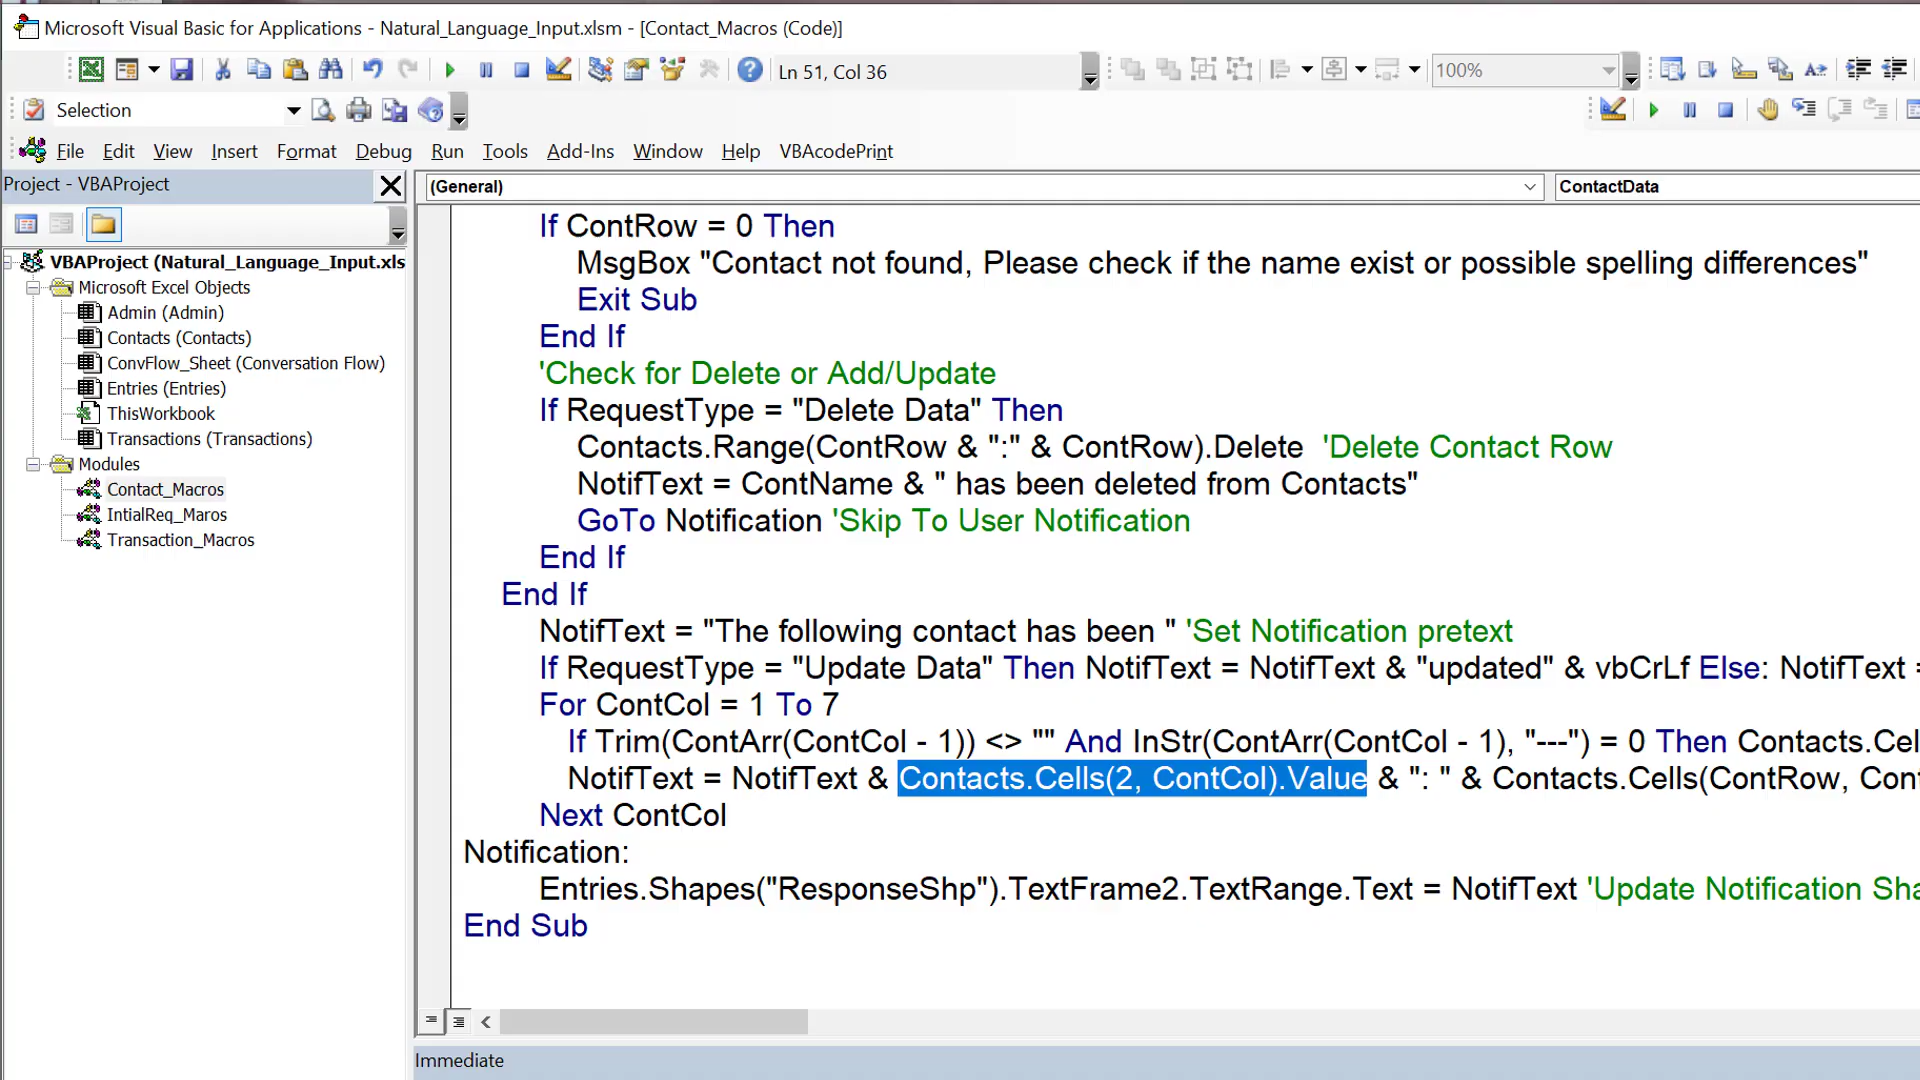 Microsoft Visual Basic for Applications - Natural_Language_Input.xlsm - [Contact_Macros (Code)]
Ln 51, Col 36
100%
Selection
File Edit View Insert Format Debug Run Tools Add-Ins Window Help VBAcodePrint
Project - VBAProject
(General)
ContactData
VBAProject (Natural_Language_Input.xls
Microsoft Excel Objects
Admin (Admin)
Contacts (Contacts)
ConvFlow_Sheet (Conversation Flow)
Entries (Entries)
ThisWorkbook
Transactions (Transactions)
Modules
Contact_Macros
IntialReq_Maros
Transaction_Macros
If ContRow = 0 Then
MsgBox "Contact not found, Please check if the name exist or possible spelling differences"
Exit Sub
End If
'Check for Delete or Add/Update
If RequestType = "Delete Data" Then
Contacts.Range(ContRow & ":" & ContRow).Delete 'Delete Contact Row
NotifText = ContName & " has been deleted from Contacts"
GoTo Notification 'Skip To User Notification
End If
End If
NotifText = "The following contact has been " 'Set Notification pretext
If RequestType = "Update Data" Then NotifText = NotifText & "updated" & vbCrLf Else: NotifText =
For ContCol = 1 To 7
If Trim(ContArr(ContCol - 1)) <> "" And InStr(ContArr(ContCol - 1), "---") = 0 Then Contacts.Cel
NotifText = NotifText & Contacts.Cells(2, ContCol).Value & ": " & Contacts.Cells(ContRow, Cont
Next ContCol
Notification:
Entries.Shapes("ResponseShp").TextFrame2.TextRange.Text = NotifText 'Update Notification Sha
End Sub
Immediate